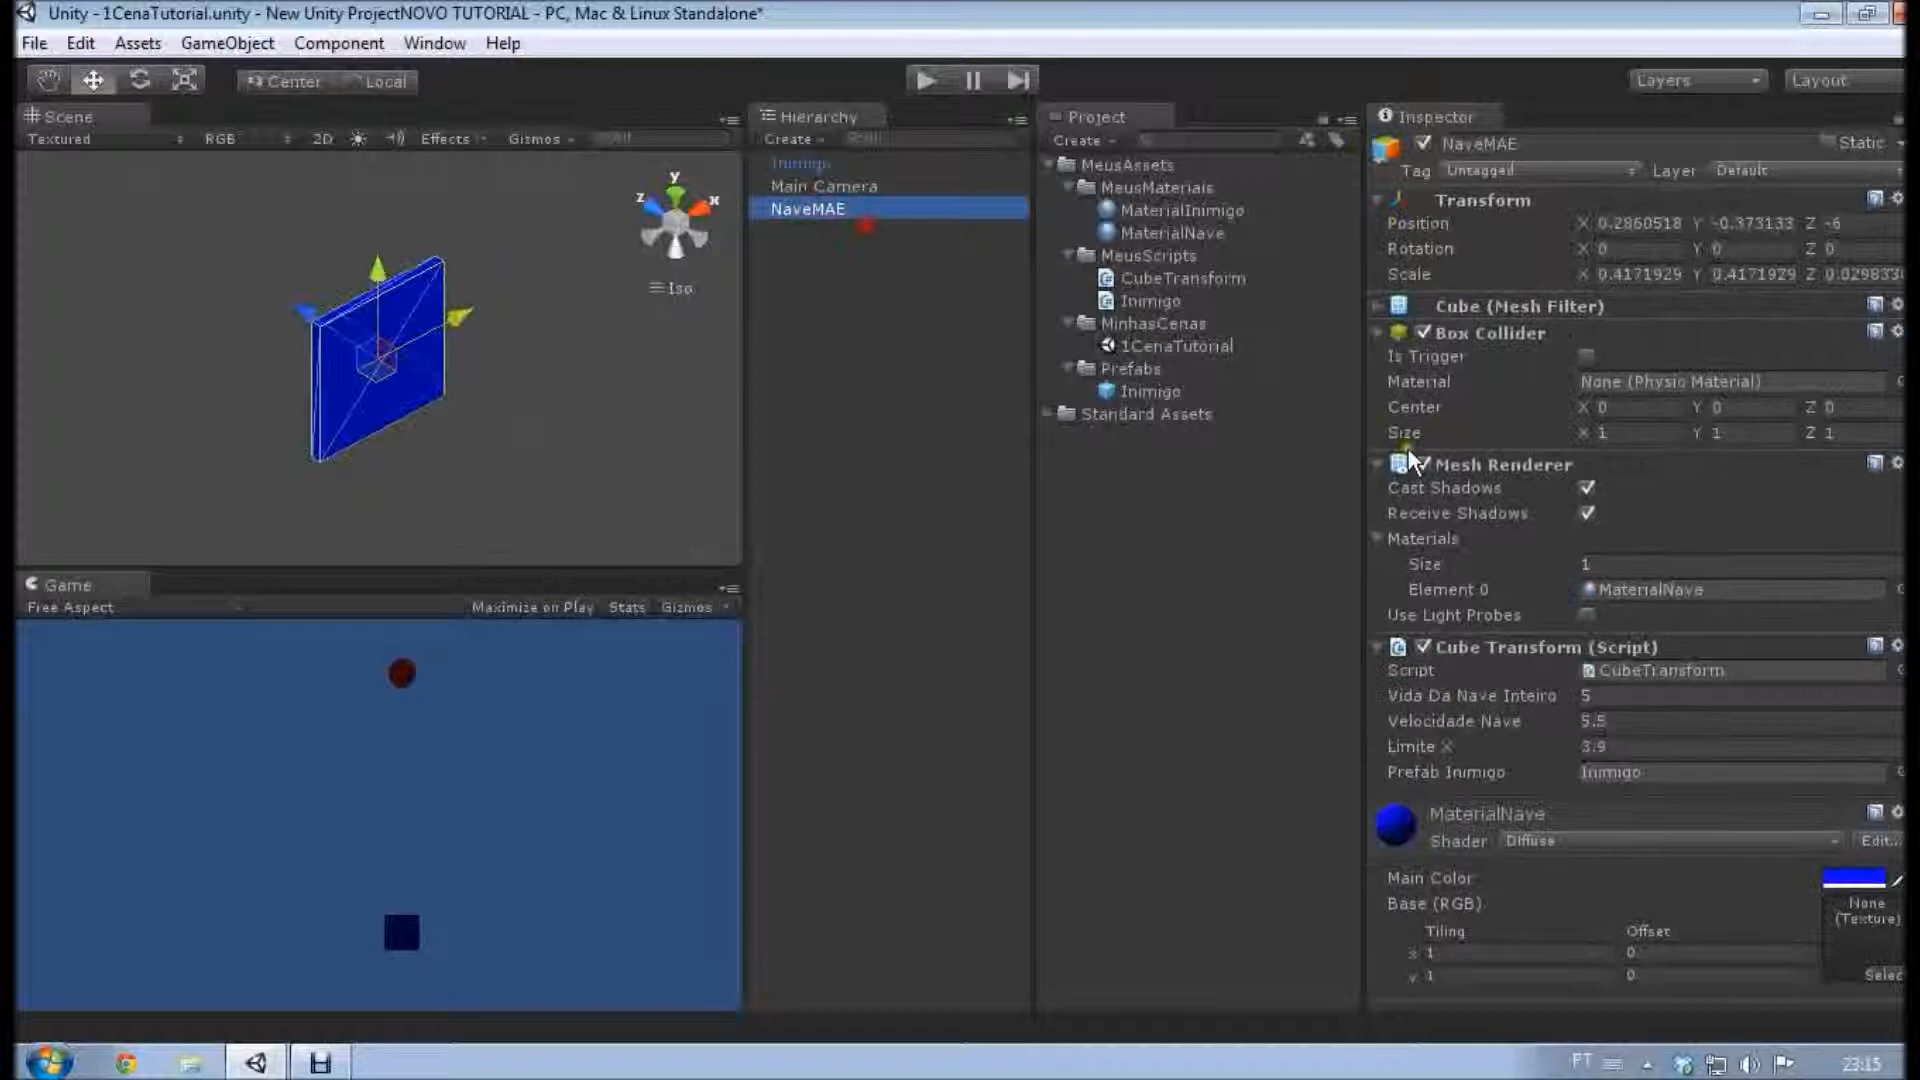 Unity - 1CenaTutorial.unity - New Unity ProjectNOVO TUTORIAL - PC, Mac & Linux Standalone*
File Edit Assets GameObject Component Window Help
Center Local
Layers Layout
Scene
Textured RGB 2D Effects Gizmos All
Iso
y
z x
Game
Free Aspect Maximize on Play Stats Gizmos
Hierarchy
Create
Inimigo
Main Camera
NaveMAE
Project
Create
MeusAssets
MeusMateriais
MaterialInimigo
MaterialNave
MeusScripts
CubeTransform
Inimigo
MinhasCenas
1CenaTutorial
Prefabs
Inimigo
Standard Assets
Inspector
NaveMAE Static
Tag Untagged Layer Default
Transform
Position X 0.2860518 Y -0.373133 Z -6
Rotation X 0 Y 0 Z 0
Scale X 0.4171929 Y 0.4171929 Z 0.029833
Cube (Mesh Filter)
Box Collider
Is Trigger
Material None (Physic Material)
Center X 0 Y 0 Z 0
Size X 1 Y 1 Z 1
Mesh Renderer
Cast Shadows
Receive Shadows
Materials
Size 1
Element 0 MaterialNave
Use Light Probes
Cube Transform (Script)
Script CubeTransform
Vida Da Nave Inteiro 5
Velocidade Nave 5.5
Limite X 3.9
Prefab Inimigo Inimigo
MaterialNave
Shader Diffuse Edit...
Main Color
Base (RGB) None
(Texture)
Tiling Offset
x 1 0
y 1 0 Selec
PT 23:15